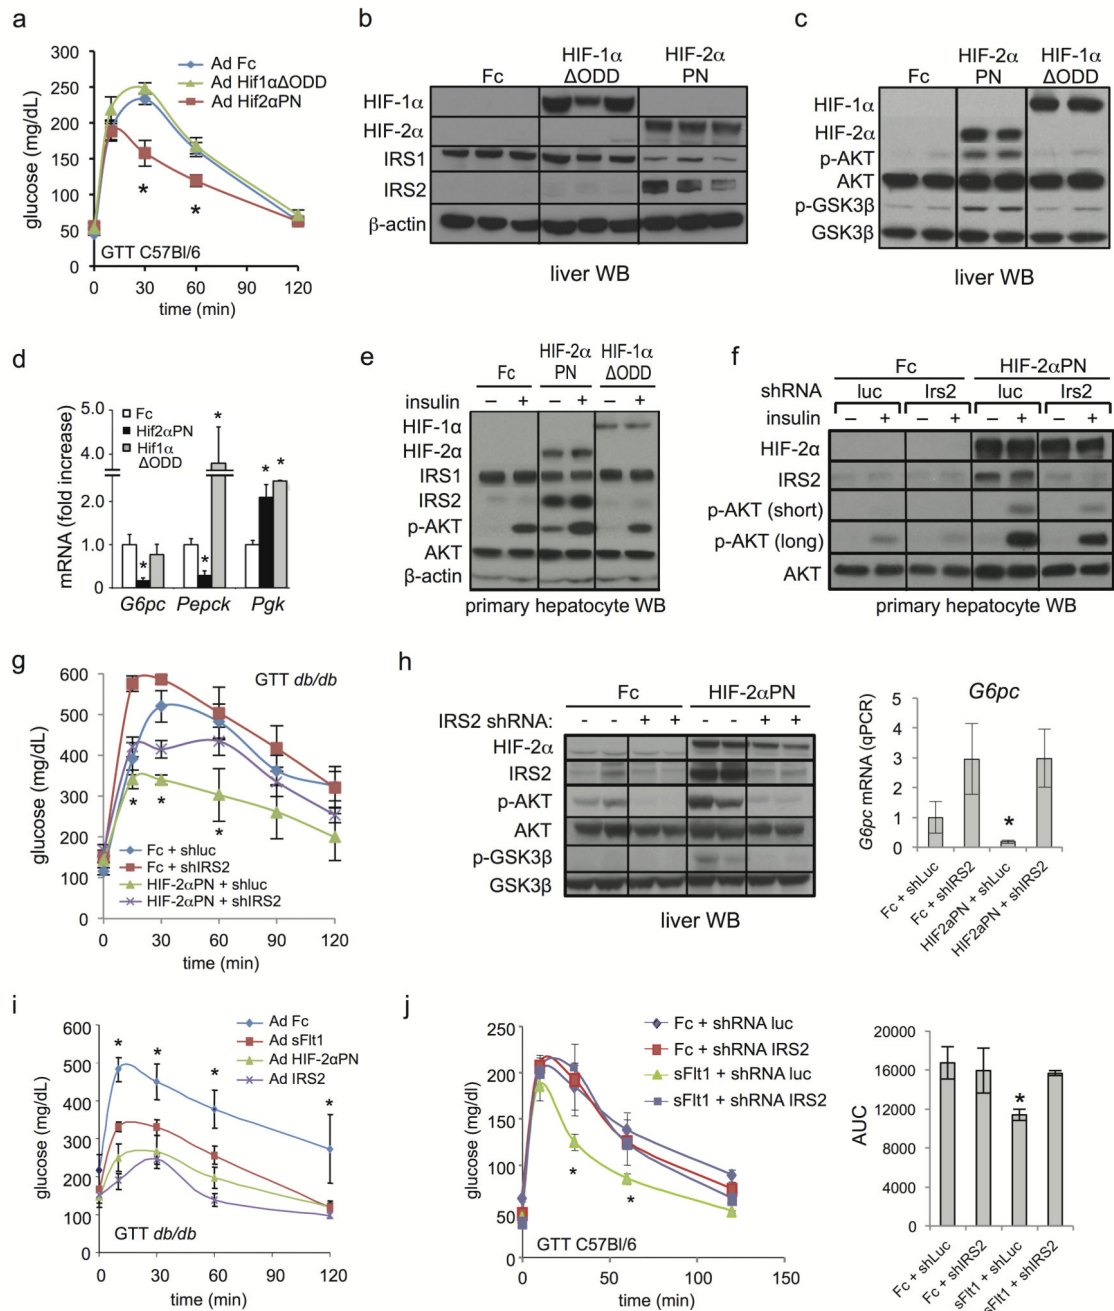 a
300
250
200
150
100
50
0
glucose (mg/dL)
Ad Fc
Ad Hif1αΔODD
Ad Hif2αPN
*
*
GTT C57Bl/6
0 30 60 90 120
time (min)
b
Fc
HIF-1α
ΔODD
HIF-2α
PN
HIF-1α
HIF-2α
IRS1
IRS2
β-actin
liver WB
c
Fc
HIF-2α
PN
HIF-1α
ΔODD
HIF-1α
HIF-2α
p-AKT
AKT
p-GSK3β
GSK3β
liver WB
d
mRNA (fold increase)
5.0
4.0
2.0
1.0
0
Fc
Hif2αPN
Hif1α
ΔODD
*
*
*
*
*
G6pc Pepck Pgk
e
Fc
HIF-2α
PN
HIF-1α
ΔODD
insulin – + – + – +
HIF-1α
HIF-2α
IRS1
IRS2
p-AKT
AKT
β-actin
primary hepatocyte WB
f
Fc HIF-2αPN
shRNA luc Irs2 luc Irs2
insulin – + – + – + – +
HIF-2α
IRS2
p-AKT (short)
p-AKT (long)
AKT
primary hepatocyte WB
g
600
500
400
300
200
100
0
glucose (mg/dL)
GTT db/db
* * *
Fc + shluc
Fc + shIRS2
HIF-2αPN + shluc
HIF-2αPN + shIRS2
0 30 60 90 120
time (min)
h
Fc HIF-2αPN
IRS2 shRNA: – – + + – – + +
HIF-2α
IRS2
p-AKT
AKT
p-GSK3β
GSK3β
liver WB
G6pc
G6pc mRNA (qPCR)
5
4
3
2
1
0
*
Fc + shLuc
Fc + shIRS2
HIF2aPN + shLuc
HIF2aPN + shIRS2
i
600
500
400
300
200
100
0
glucose (mg/dL)
Ad Fc
Ad sFlt1
Ad HIF-2αPN
Ad IRS2
* * * *
GTT db/db
0 30 60 90 120
time (min)
j
250
200
150
100
50
0
glucose (mg/dl)
Fc + shRNA luc
Fc + shRNA IRS2
sFlt1 + shRNA luc
sFlt1 + shRNA IRS2
* *
GTT C57Bl/6
0 50 100 150
time (min)
AUC
20000
16000
12000
8000
4000
0
*
Fc + shLuc
Fc + shIRS2
sFlt1 + shLuc
sFlt1 + shIRS2